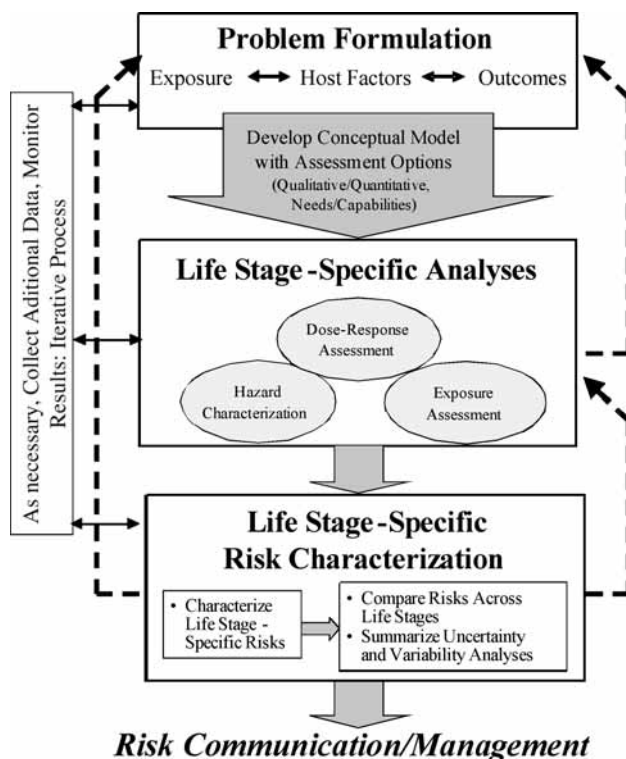 Problem Formulation
Exposure Host Factors Outcomes
Develop Conceptual Model
with Assessment Options
(Qualitative/Quantitative,
Needs/Capabilities)
As necessary, Collect Aditional Data, Monitor
Results: Iterative Process
Life Stage-Specific Analyses
Dose-Response
Assessment
Hazard
Characterization
Exposure
Assessment
Life Stage-Specific
Risk Characterization
• Characterize
Life Stage -
Specific Risks
• Compare Risks Across
Life Stages
• Summarize Uncertainty
and Variability Analyses
Risk Communication/Management